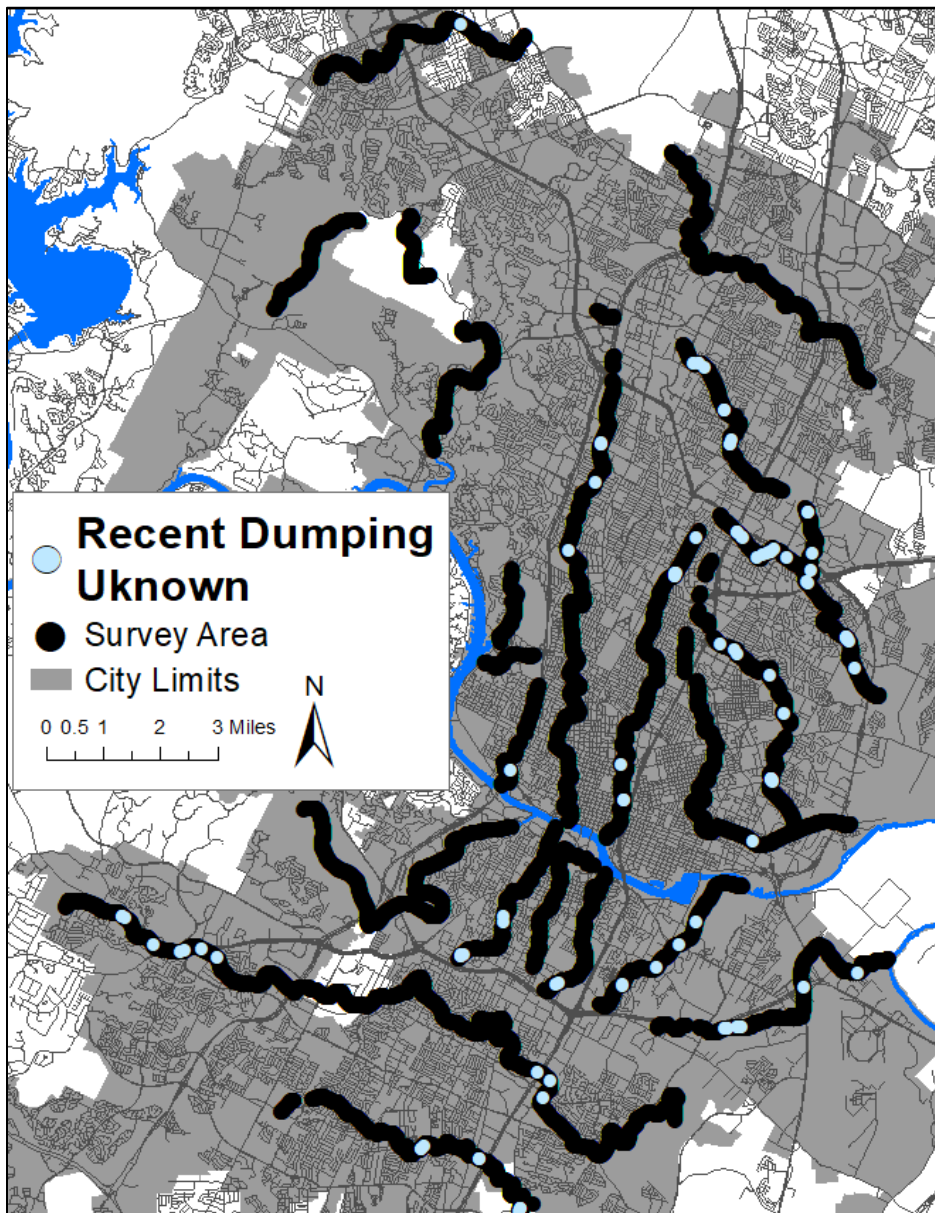 Recent Dumping
Uknown
Survey Area
City Limits
N
0 0.5 1 2 3 Miles